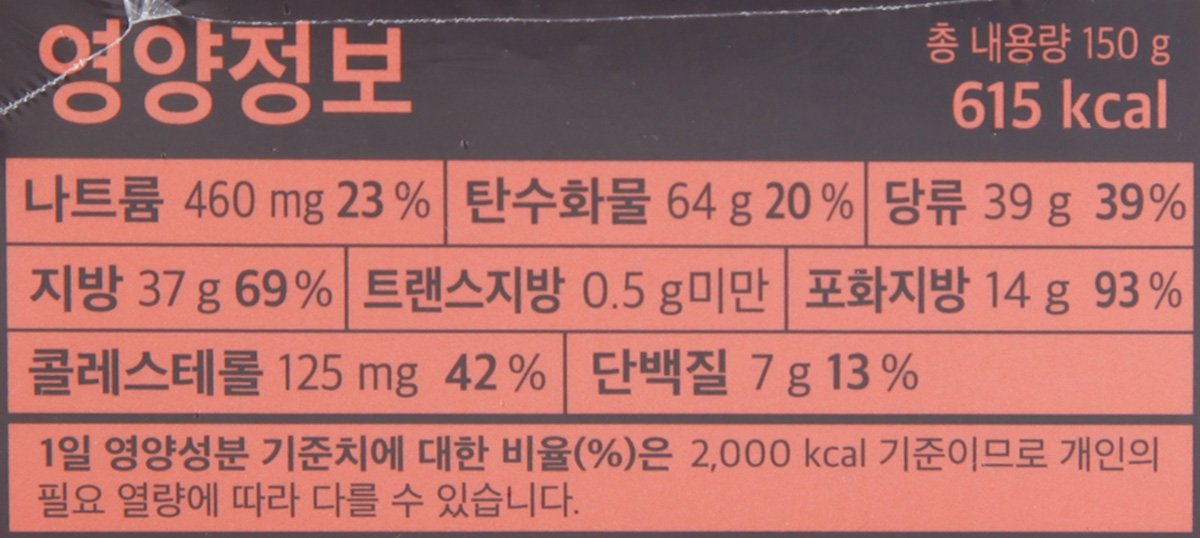 영양정보
총 내용량 150 g
615 kcal
나트륨 460 mg 23 % 탄수화물 64 g 20 % 당류 39 g 39%
지방 37 g 69 % 트랜스지방 0.5 g미만 포화지방 14 g 93 %
콜레스테롤 125 mg 42 % 단백질 7 g 13 %
1일 영양성분 기준치에 대한 비율(%)은 2,000 kcal 기준이므로 개인의
필요 열량에 따라 다를 수 있습니다.